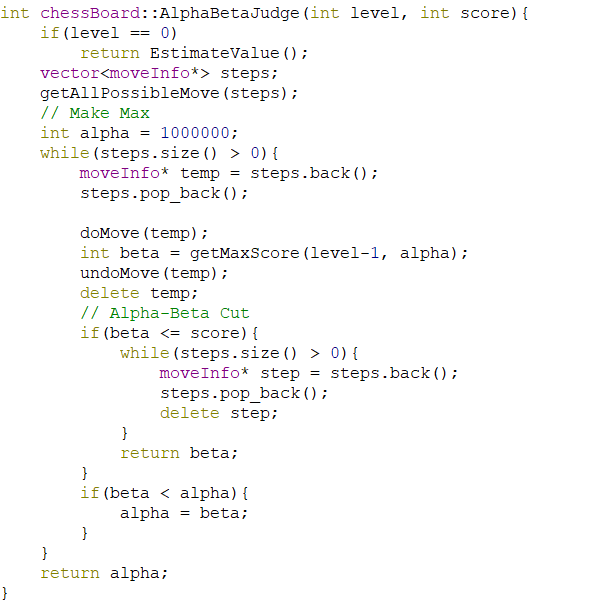 int chessBoard::AlphaBetaJudge(int level, int score){
    if(level == 0)
        return EstimateValue();
    vector<moveInfo*> steps;
    getAllPossibleMove(steps);
    // Make Max
    int alpha = 1000000;
    while(steps.size() > 0){
        moveInfo* temp = steps.back();
        steps.pop_back();

        doMove(temp);
        int beta = getMaxScore(level-1, alpha);
        undoMove(temp);
        delete temp;
        // Alpha-Beta Cut
        if(beta <= score){
            while(steps.size() > 0){
                moveInfo* step = steps.back();
                steps.pop_back();
                delete step;
            }
            return beta;
        }
        if(beta < alpha){
            alpha = beta;
        }
    }
    return alpha;
}